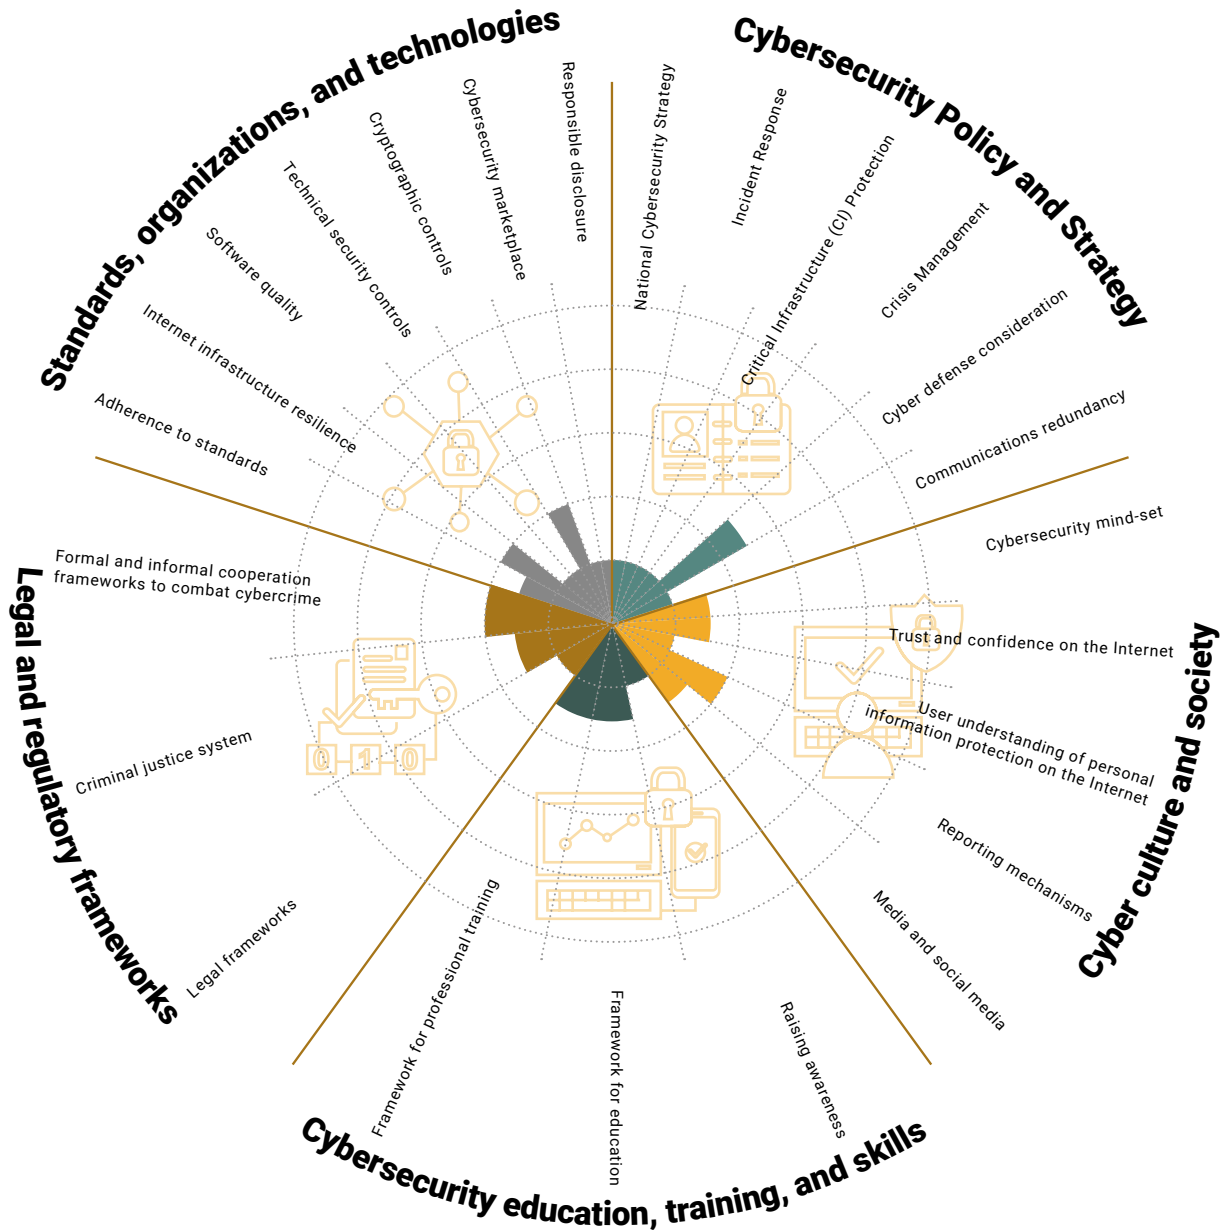 Standards, organizations, and technologies
Cybersecurity Policy and Strategy
Cyber culture and society
Cybersecurity education, training, and skills
Legal and regulatory frameworks
Responsible disclosure
Cybersecurity marketplace
Cryptographic controls
Technical security controls
Software quality
Internet infrastructure resilience
Adherence to standards
National Cybersecurity Strategy
Incident Response
Critical Infrastructure (CI) Protection
Crisis Management
Cyber defense consideration
Communications redundancy
Cybersecurity mind-set
Trust and confidence on the Internet
User understanding of personal
information protection on the Internet
Reporting mechanisms
Media and social media
Raising awareness
Framework for education
Framework for professional training
Legal frameworks
Criminal justice system
Formal and informal cooperation
frameworks to combat cybercrime
0 1 0